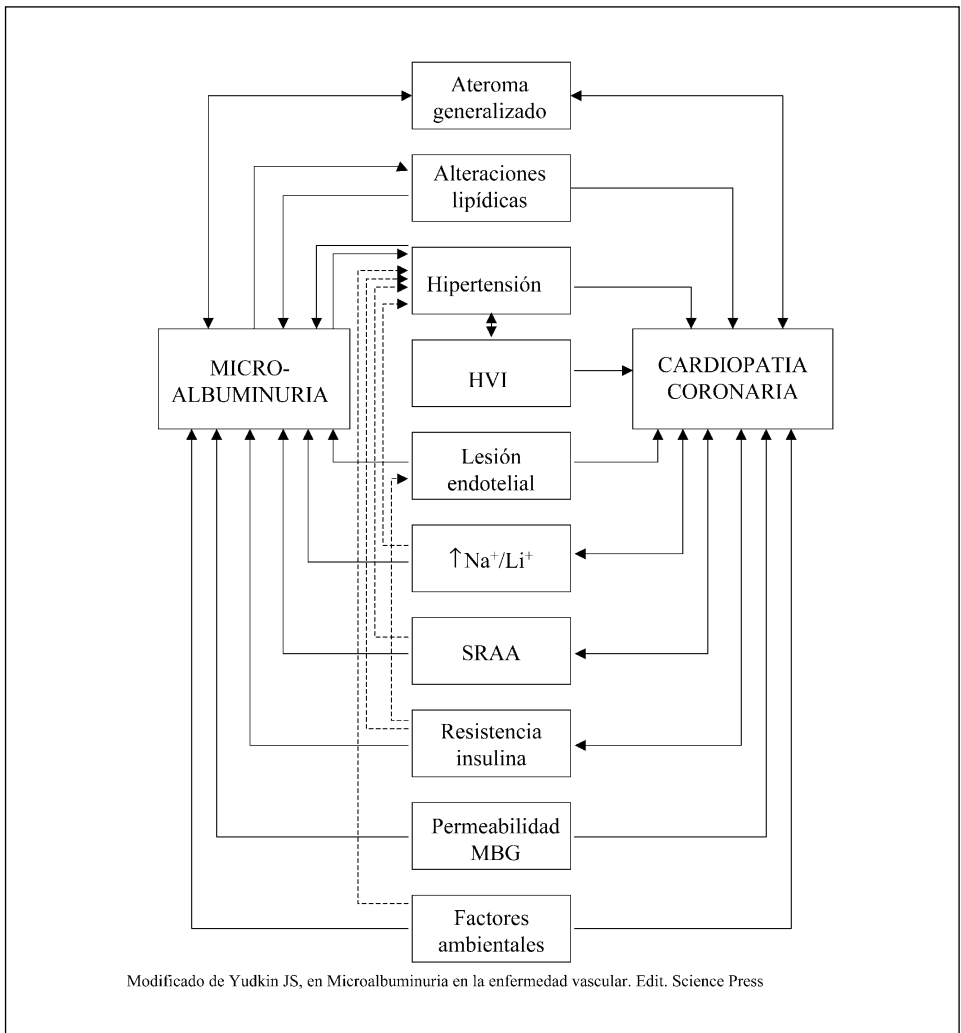 Ateroma
generalizado
Alteraciones
lipídicas
Hipertensión
MICRO-
ALBUMINURIA
HVI
CARDIOPATIA
CORONARIA
Lesión
endotelial
↑Na⁺/Li⁺
SRAA
Resistencia
insulina
Permeabilidad
MBG
Factores
ambientales
Modificado de Yudkin JS, en Microalbuminuria en la enfermedad vascular. Edit. Science Press